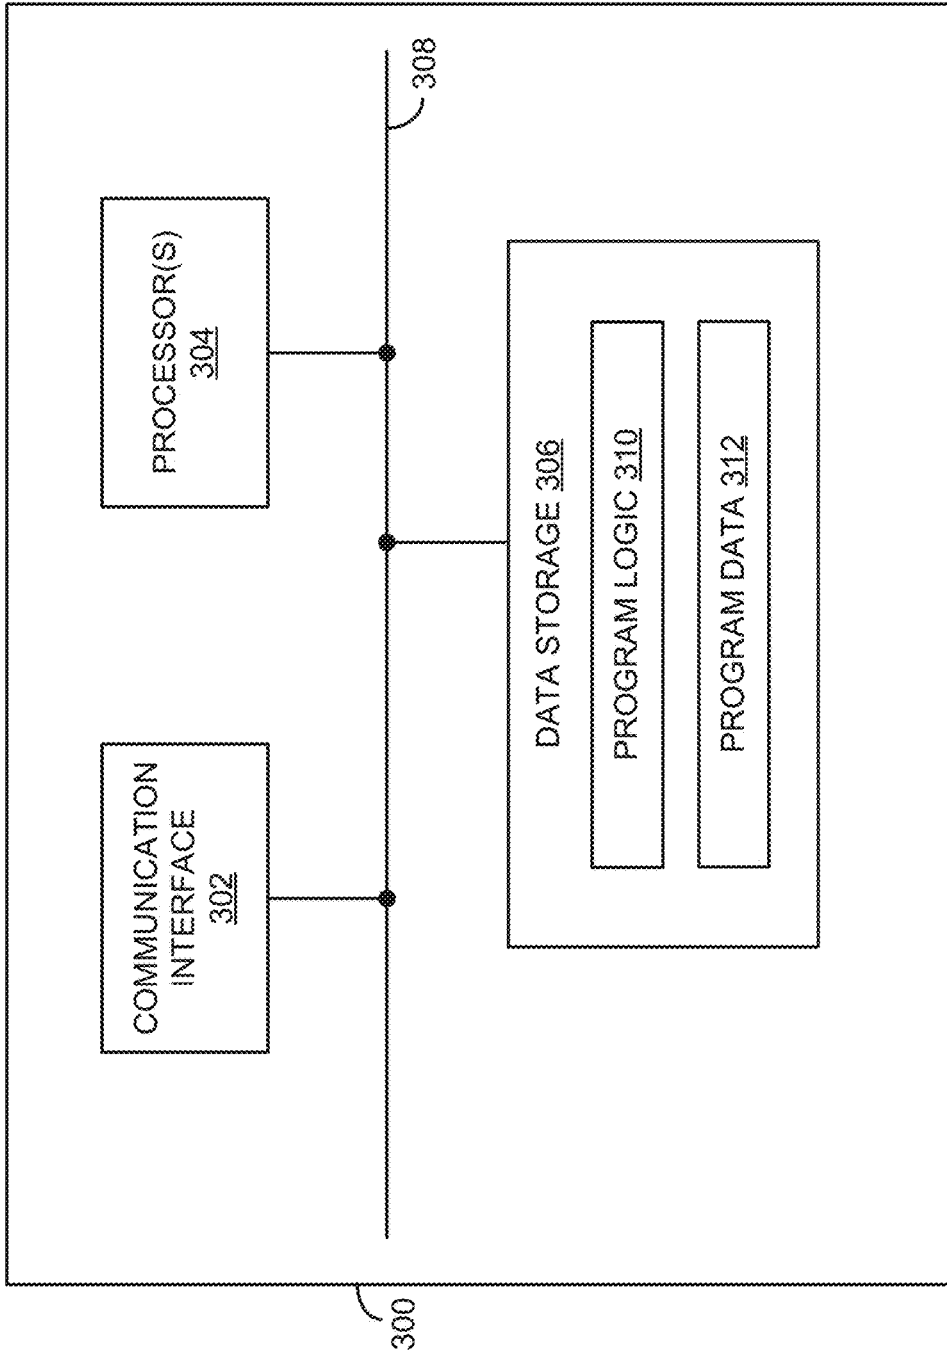 300
COMMUNICATION
INTERFACE
302
PROCESSOR(S)
304
308
DATA STORAGE 306
PROGRAM LOGIC 310
PROGRAM DATA 312